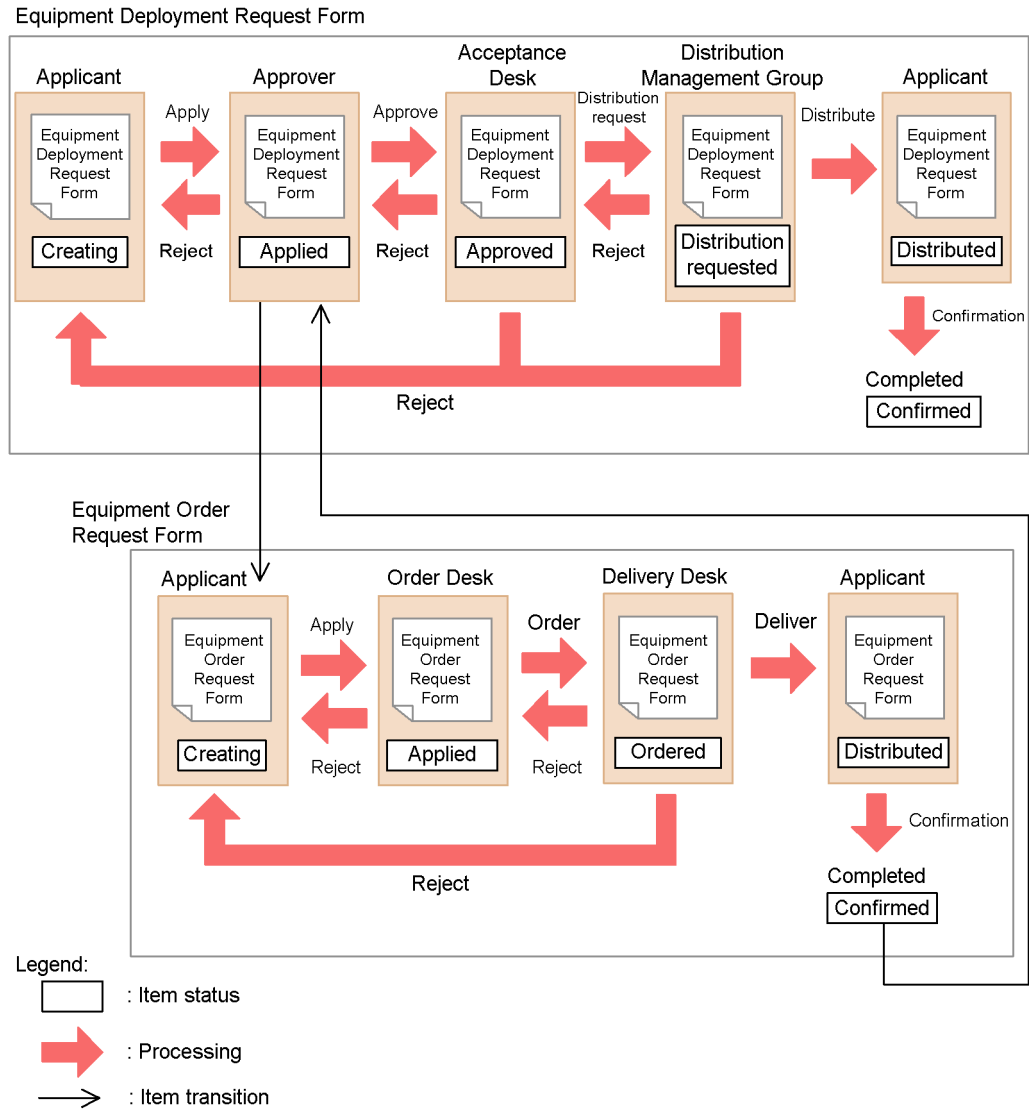 Equipment Deployment Request Form
Applicant
Approver
Acceptance
Desk
Distribution
Management Group
Applicant
Apply
Approve
Distribution
request
Distribute
Equipment
Deployment
Request
Form
Equipment
Deployment
Request
Form
Equipment
Deployment
Request
Form
Equipment
Deployment
Request
Form
Equipment
Deployment
Request
Form
Reject
Reject
Reject
Creating
Applied
Approved
Distribution
requested
Distributed
Confirmation
Reject
Completed
Confirmed
Equipment Order
Request Form
Applicant
Order Desk
Delivery Desk
Applicant
Apply
Order
Deliver
Equipment
Order
Request
Form
Equipment
Order
Request
Form
Equipment
Order
Request
Form
Equipment
Order
Request
Form
Creating
Applied
Ordered
Distributed
Reject
Reject
Confirmation
Reject
Completed
Confirmed
Legend:
: Item status
: Processing
: Item transition